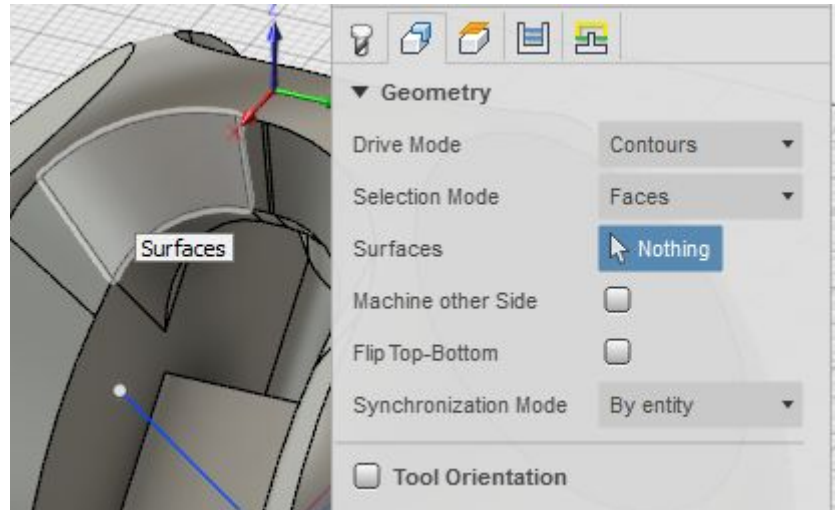 Geometry
Drive Mode Contours
Selection Mode Faces
Surfaces Nothing
Machine other Side
Flip Top-Bottom
Synchronization Mode By entity
Tool Orientation
Surfaces
Z
X